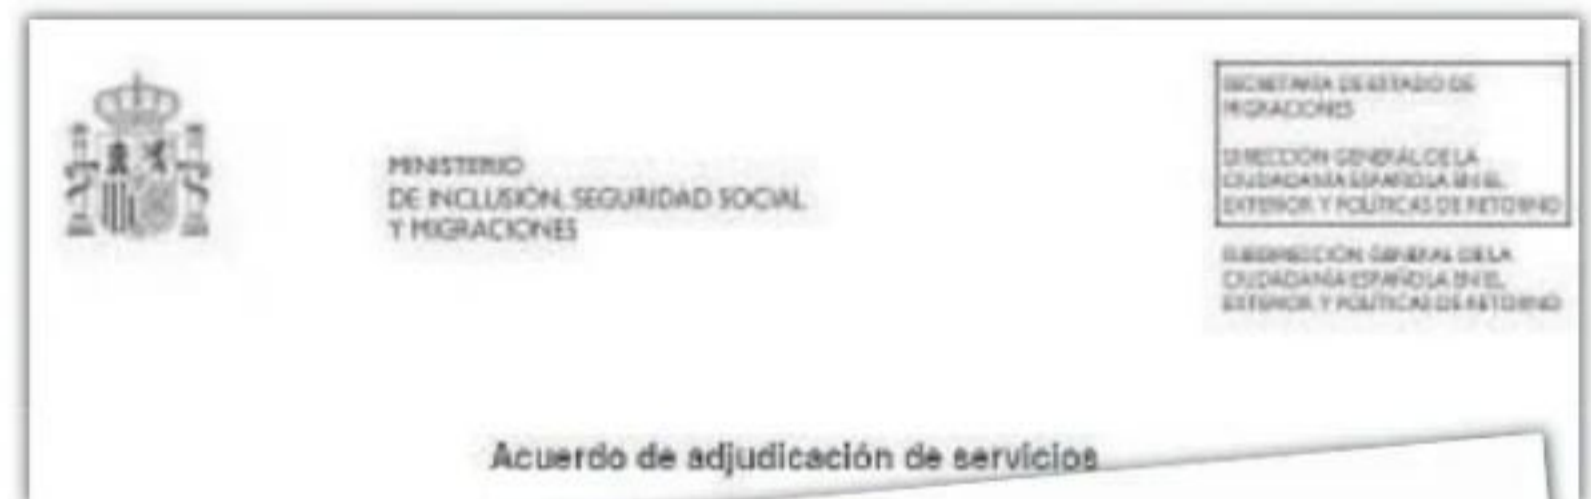 MINISTERIO
DE INCLUSIÓN, SEGURIDAD SOCIAL
Y MIGRACIONES
SECRETARÍA DE ESTADO DE
MIGRACIONES
DIRECCIÓN GENERAL DE LA
CIUDADANÍA ESPAÑOLA EN EL
EXTERIOR Y POLÍTICAS DE RETORNO
SUBDIRECCIÓN GENERAL DE LA
CIUDADANÍA ESPAÑOLA EN EL
EXTERIOR Y POLÍTICAS DE RETORNO
Acuerdo de adjudicación de servicios